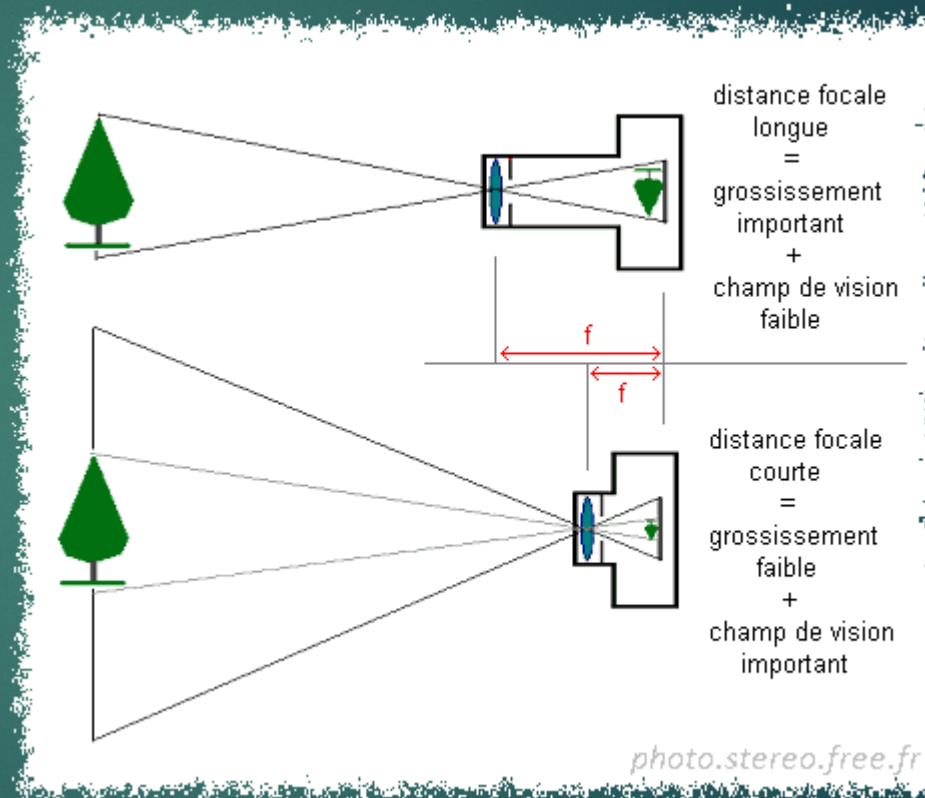 distance focale
longue
=
grossissement
important
+
champ de vision
faible
f
f
distance focale
courte
=
grossissement
faible
+
champ de vision
important
photo.stereo.free.fr